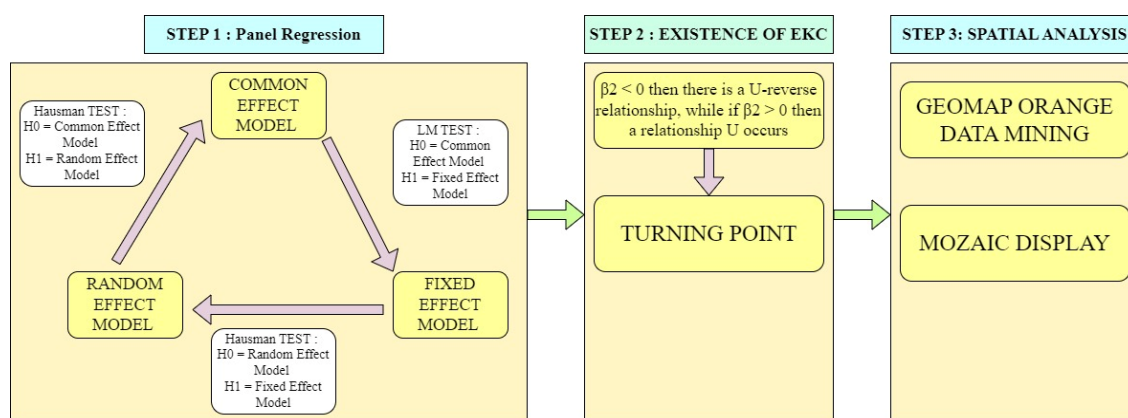 STEP 1 : Panel Regression
COMMON
EFFECT
MODEL
Hausman TEST :
H0 = Common Effect
Model
H1 = Random Effect
Model
LM TEST :
H0 = Common
Effect Model
H1 = Fixed Effect
Model
RANDOM
EFFECT
MODEL
FIXED
EFFECT
MODEL
Hausman TEST :
H0 = Random Effect
Model
H1 = Fixed Effect
Model
STEP 2 : EXISTENCE OF EKC
β2 < 0 then there is a U-reverse
relationship, while if β2 > 0 then
a relationship U occurs
TURNING POINT
STEP 3: SPATIAL ANALYSIS
GEOMAP ORANGE
DATA MINING
MOZAIC DISPLAY